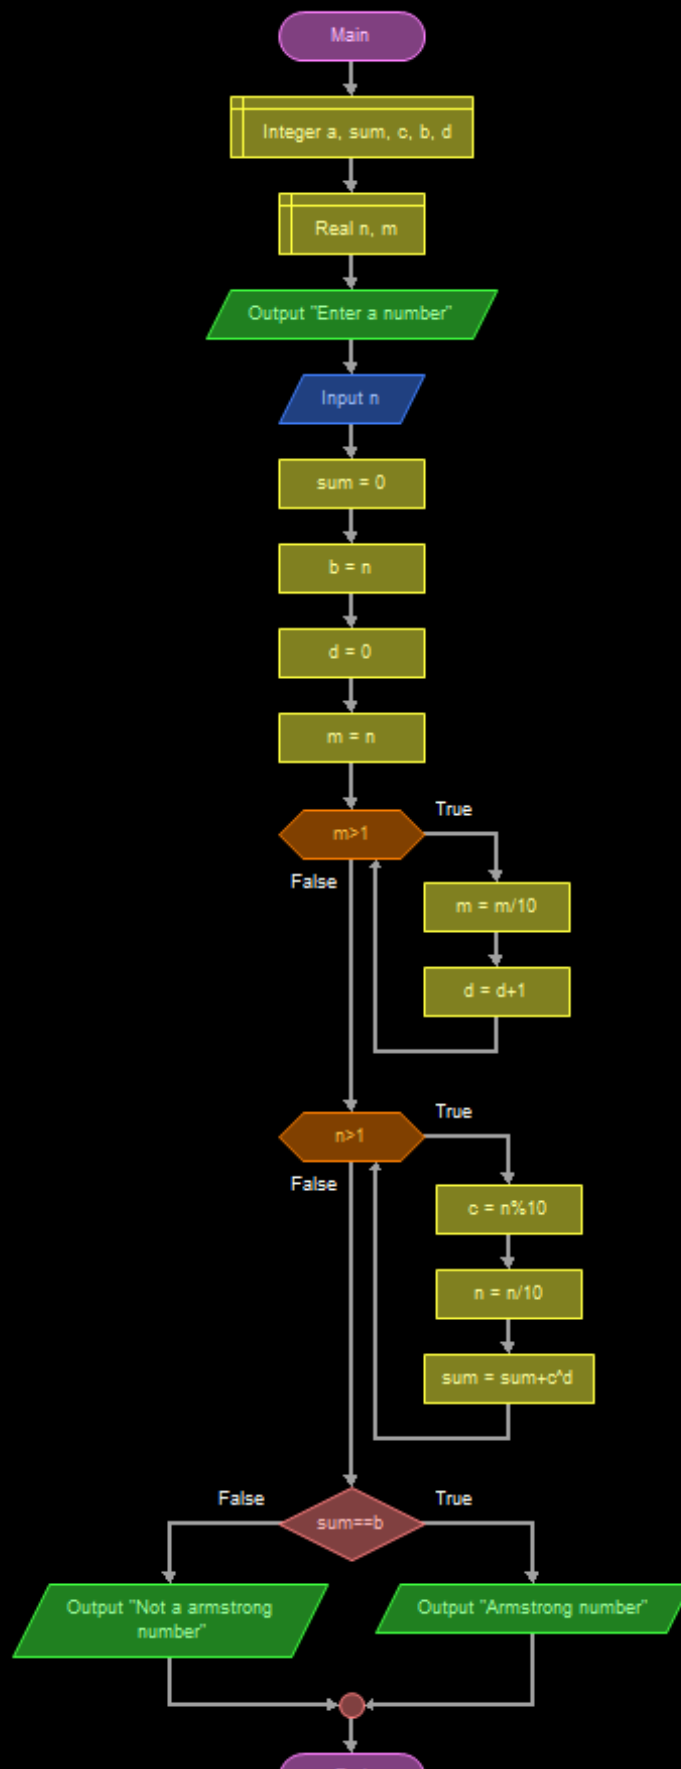 Main
Integer a, sum, c, b, d
Real n, m
Output "Enter a number"
Input n
sum = 0
b = n
d = 0
m = n
m>1
True
False
m = m/10
d = d+1
n>1
True
False
c = n%10
n = n/10
sum = sum+c^d
sum==b
False
True
Output "Not a armstrong
number"
Output "Armstrong number"